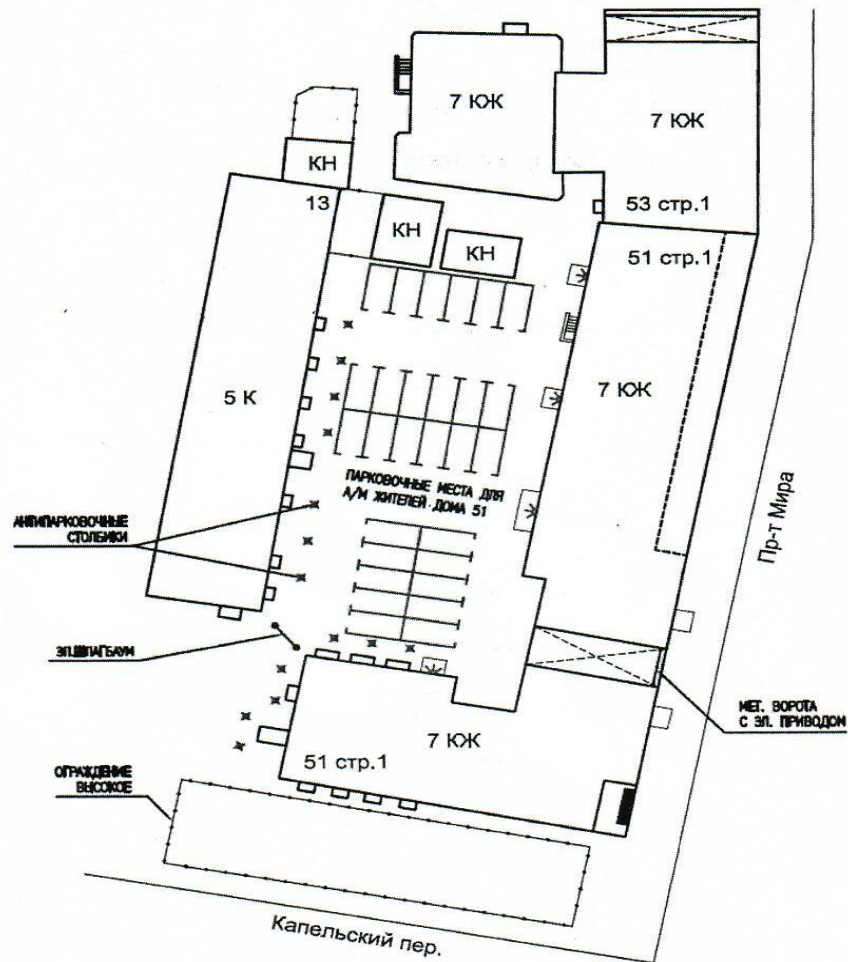 7 КЖ
7 КЖ
КН
13
53 стр.1
КН
КН
51 стр.1
5 К
7 КЖ
ПАРКОВОЧНЫЕ МЕСТА ДЛЯ
А/М ЖИТЕЛЕЙ ДОМА 51
АНТИПАРКОВОЧНЫЕ
СТОЛБИКИ
Пр-т Мира
ЭЛ.ШЛАГБАУМ
МЕТ. ВОРОТА
С ЭЛ. ПРИВОДОМ
7 КЖ
51 стр.1
ОГРАЖДЕНИЕ
ВЫСОКОЕ
Капельский пер.